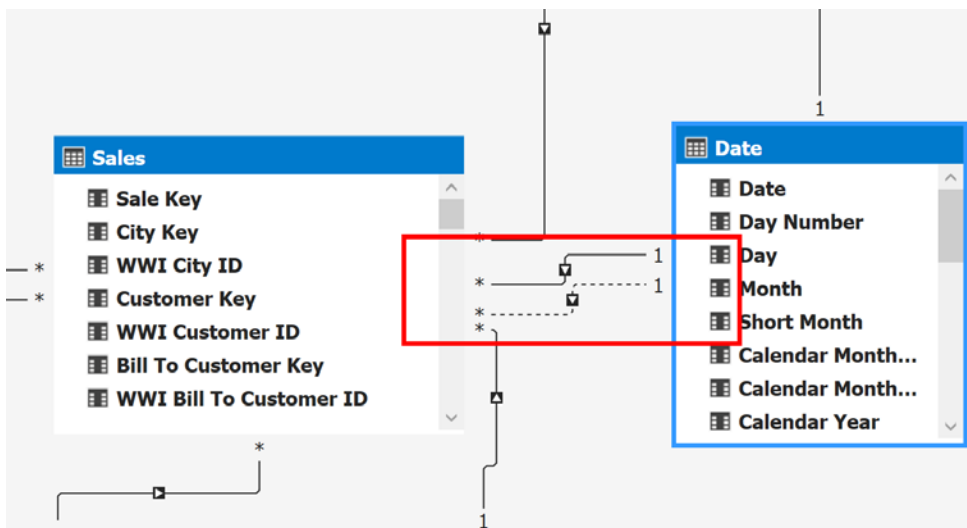 1
Sales
Sale Key
City Key
WWI City ID
Customer Key
WWI Customer ID
Bill To Customer Key
WWI Bill To Customer ID
*
*
*
*
*
*
1
1
*
1
Date
Date
Day Number
Day
Month
Short Month
Calendar Month...
Calendar Month...
Calendar Year